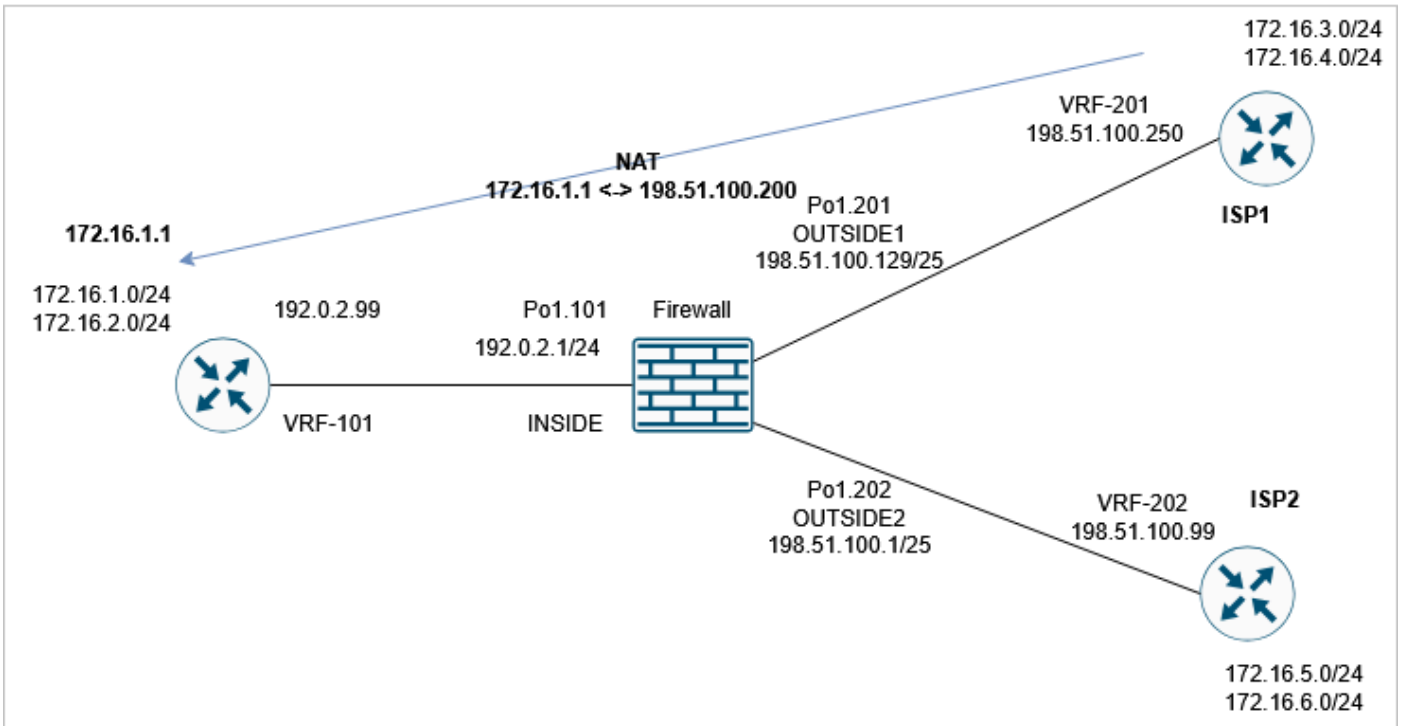 172.16.3.0/24
172.16.4.0/24
VRF-201
198.51.100.250
ISP1
NAT
172.16.1.1 <-> 198.51.100.200
Po1.201
OUTSIDE1
198.51.100.129/25
172.16.1.1
172.16.1.0/24
172.16.2.0/24
192.0.2.99
VRF-101
Po1.101
192.0.2.1/24
INSIDE
Firewall
Po1.202
OUTSIDE2
198.51.100.1/25
VRF-202
198.51.100.99
ISP2
172.16.5.0/24
172.16.6.0/24